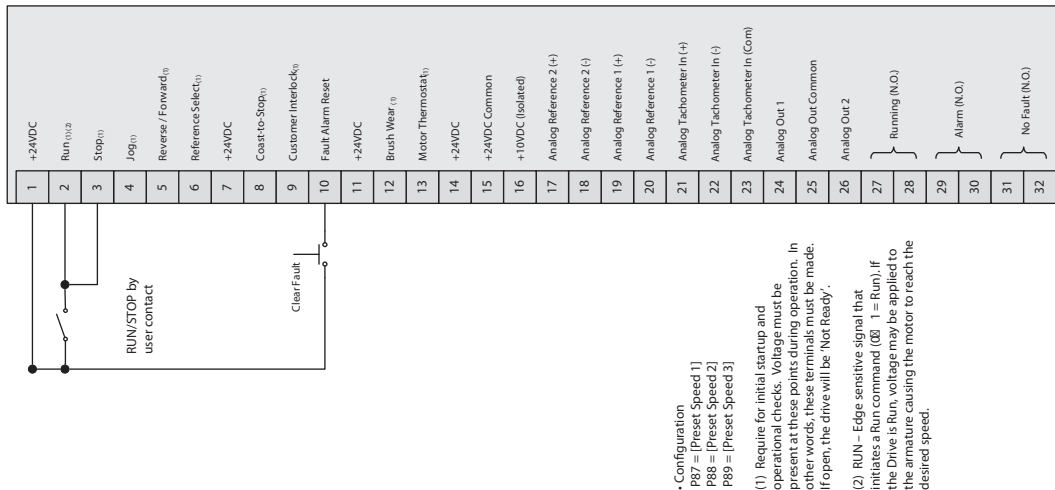 +24VDC
Run (1)(2)
Stop(1)
Jog(1)
Reverse / Forward(1)
Reference Select(1)
+24VDC
Coast-to-Stop(1)
Customer Interlock(1)
Fault Alarm Reset
+24VDC
Brush Wear (1)
Motor Thermostat(1)
+24VDC
+24VDC Common
+10VDC (Isolated)
Analog Reference 2 (+)
Analog Reference 2 (-)
Analog Reference 1 (+)
Analog Reference 1 (-)
Analog Tachometer In (+)
Analog Tachometer In (-)
Analog Tachometer In (Com)
Analog Out 1
Analog Out Common
Analog Out 2
Running (N.O.)
Alarm (N.O.)
No Fault (N.O.)
1
2
3
4
5
6
7
8
9
10
11
12
13
14
15
16
17
18
19
20
21
22
23
24
25
26
27
28
29
30
31
32
RUN/STOP by
user contact
Clear Fault
• Configuration
P87 = [Preset Speed 1]
P88 = [Preset Speed 2]
P89 = [Preset Speed 3]
(1) Require for initial startup and
operational checks. Voltage must be
present at these points during operation. In
other words, these terminals must be made.
If open, the drive will be 'Not Ready'.
(2) RUN – Edge sensitive signal that
initiates a Run command (0 1 = Run). If
the Drive is Run, voltage may be applied to
the armature causing the motor to reach the
desired speed.